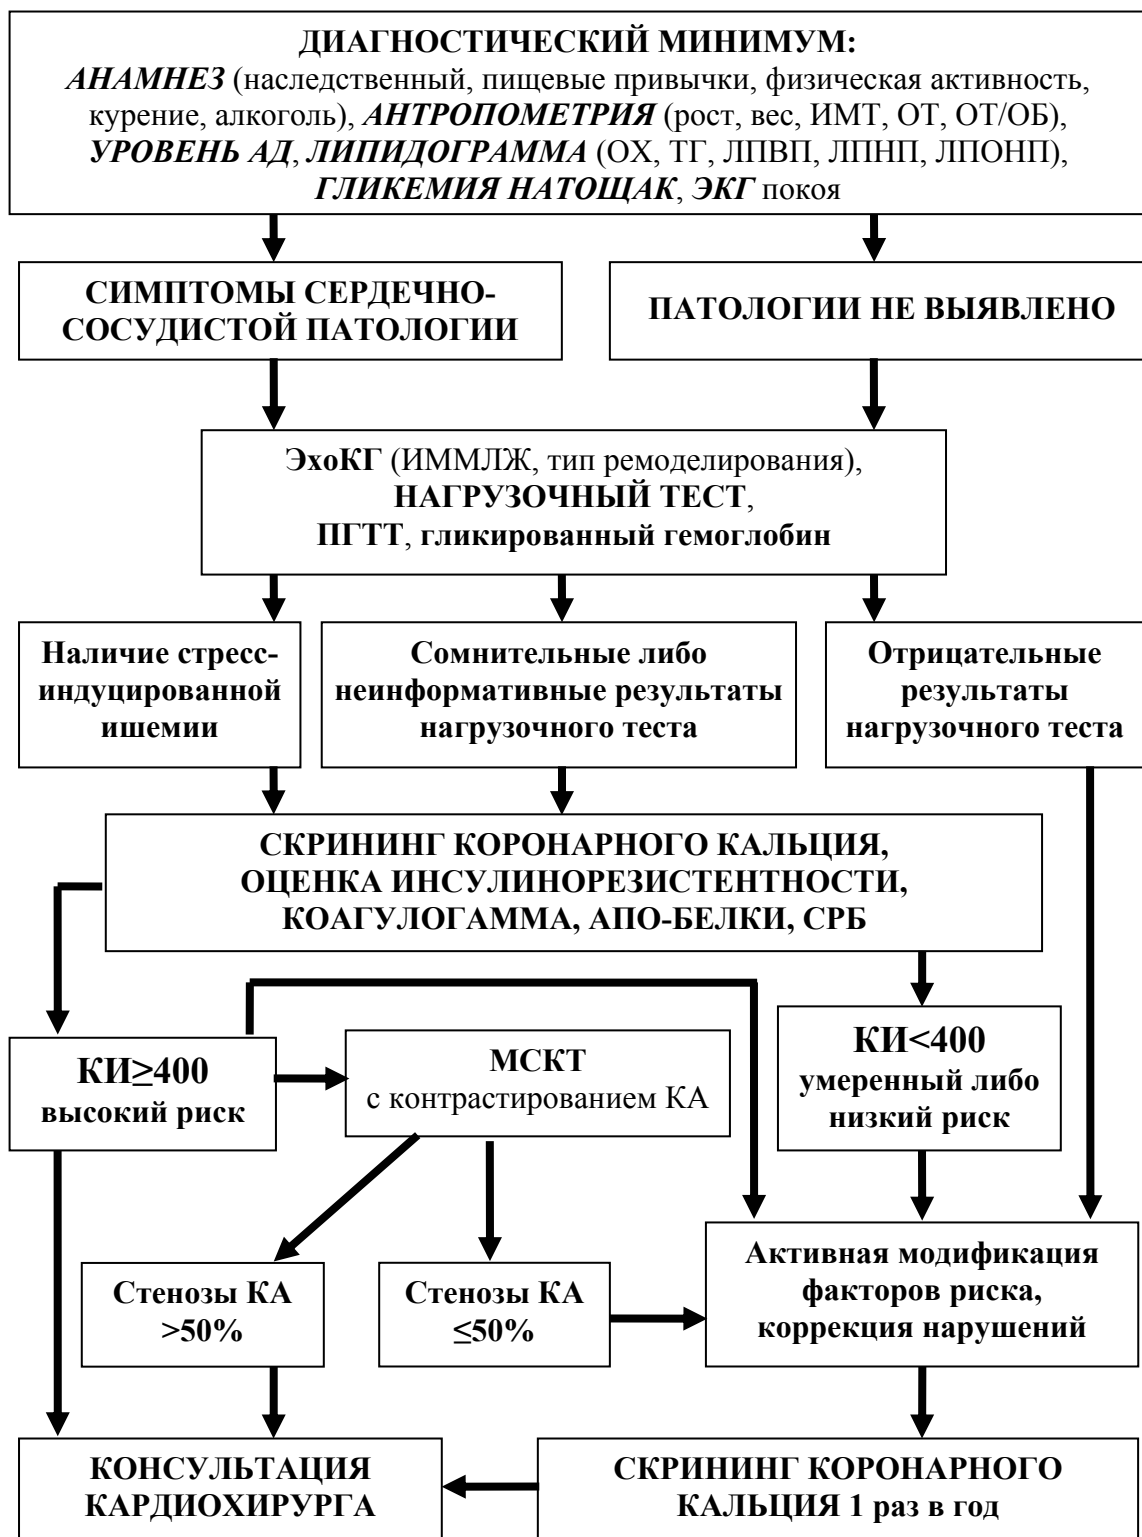 ДИАГНОСТИЧЕСКИЙ МИНИМУМ:
АНАМНЕЗ (наследственный, пищевые привычки, физическая активность,
курение, алкоголь), АНТРОПОМЕТРИЯ (рост, вес, ИМТ, ОТ, ОТ/ОБ),
УРОВЕНЬ АД, ЛИПИДОГРАММА (ОХ, ТГ, ЛПВП, ЛПНП, ЛПОНП),
ГЛИКЕМИЯ НАТОЩАК, ЭКГ покоя
СИМПТОМЫ СЕРДЕЧНО-
СОСУДИСТОЙ ПАТОЛОГИИ
ПАТОЛОГИИ НЕ ВЫЯВЛЕНО
ЭхоКГ (ИММЛЖ, тип ремоделирования),
НАГРУЗОЧНЫЙ ТЕСТ,
ПГТТ, гликированный гемоглобин
Наличие стресс-
индуцированной
ишемии
Сомнительные либо
неинформативные результаты
нагрузочного теста
Отрицательные
результаты
нагрузочного теста
СКРИНИНГ КОРОНАРНОГО КАЛЬЦИЯ,
ОЦЕНКА ИНСУЛИНОРЕЗИСТЕНТНОСТИ,
КОАГУЛОГАММА, АПО-БЕЛКИ, СРБ
КИ≥400
высокий риск
МСКТ
с контрастированием КА
КИ<400
умеренный либо
низкий риск
Стенозы КА
>50%
Стенозы КА
≤50%
Активная модификация
факторов риска,
коррекция нарушений
КОНСУЛЬТАЦИЯ
КАРДИОХИРУРГА
СКРИНИНГ КОРОНАРНОГО
КАЛЬЦИЯ 1 раз в год